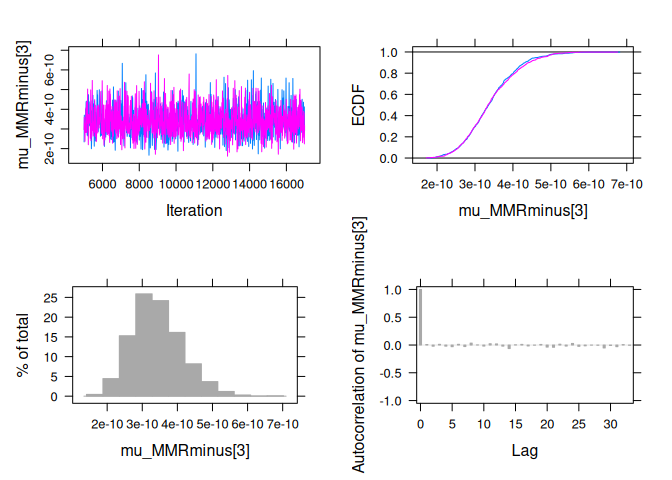 mu_MMRminus[3]
2e-10 4e-10 6e-10
6000 8000 10000 12000 14000 16000
Iteration
ECDF
0.0 0.2 0.4 0.6 0.8 1.0
2e-10 3e-10 4e-10 5e-10 6e-10 7e-10
mu_MMRminus[3]
% of total
0 5 10 15 20 25
2e-10 3e-10 4e-10 5e-10 6e-10 7e-10
mu_MMRminus[3]
Autocorrelation of mu_MMRminus[3]
-1.0 -0.5 0.0 0.5 1.0
0 5 10 15 20 25 30
Lag